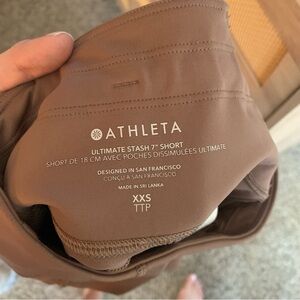 ATHLETA
ULTIMATE STASH 7" SHORT
SHORT DE 18 CM AVEC POCHES DISSIMULÉES ULTIMATE
DESIGNED IN SAN FRANCISCO
CONÇU A SAN FRANCISCO
MADE IN SRI LANKA
XXS
TTP